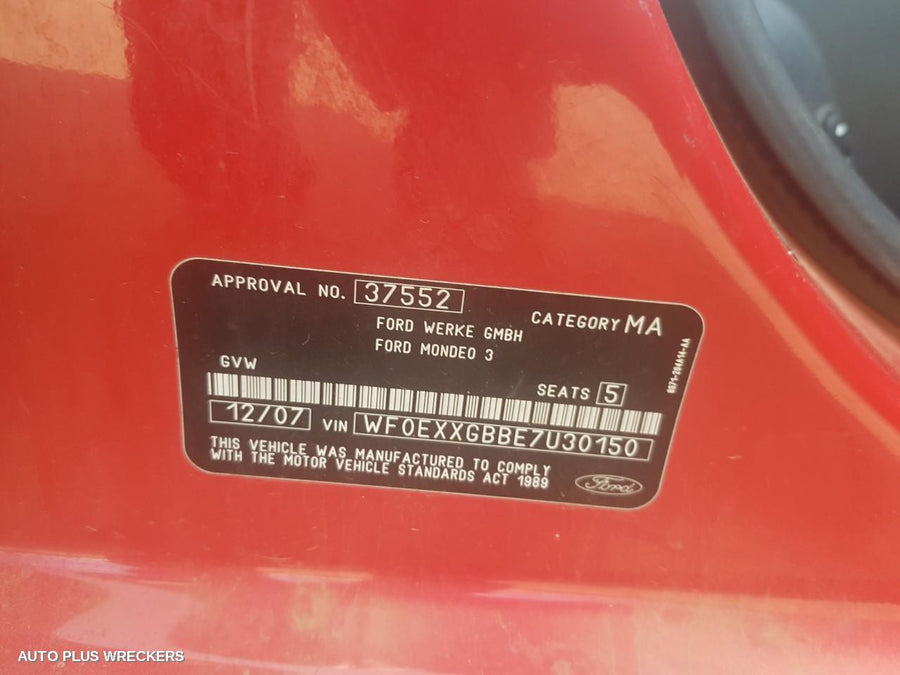 APPROVAL NO. 37552
CATEGORY MA
FORD WERKE GMBH
FORD MONDEO 3
GVW
SEATS 5
12/07 VIN WF0EXXGBBE7U30150
THIS VEHICLE WAS MANUFACTURED TO COMPLY
WITH THE MOTOR VEHICLE STANDARDS ACT 1989
Ford
AUTO PLUS WRECKERS